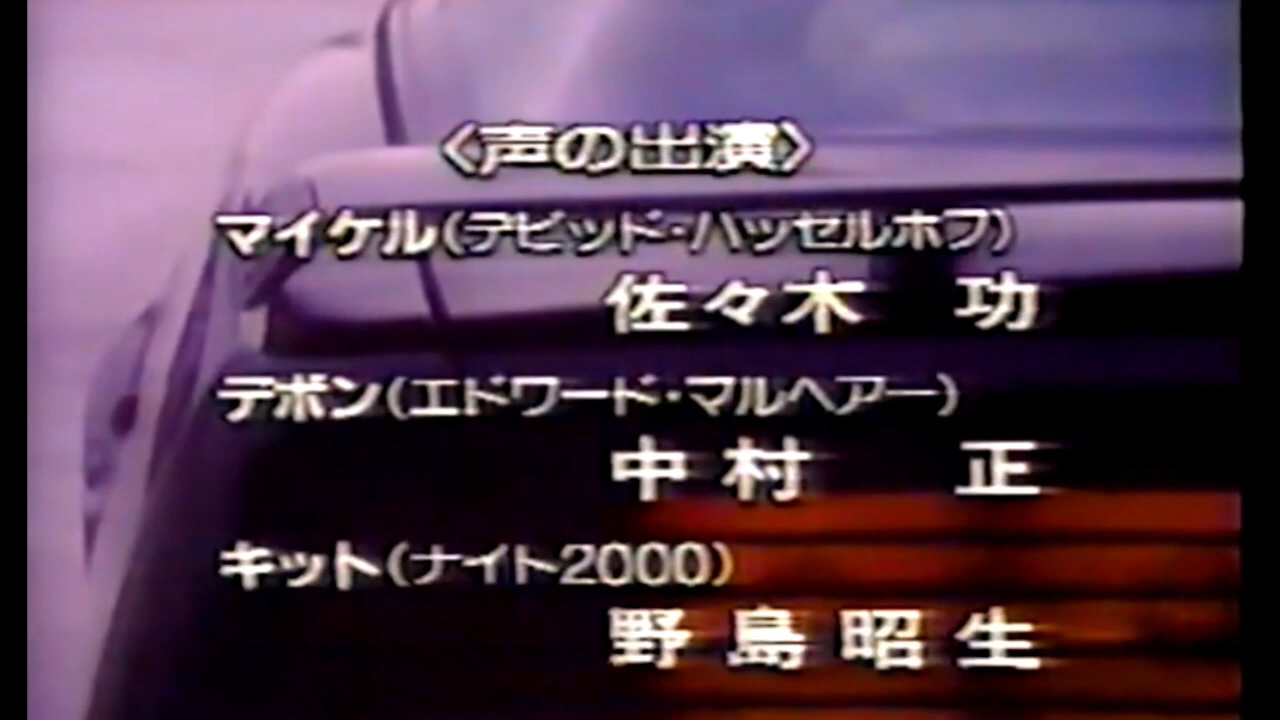 〈声の出演〉
マイケル(デビッド・ハッセルホフ)
佐々木 功
デボン(エドワード・マルヘアー)
中村 正
キット(ナイト2000)
野島昭生